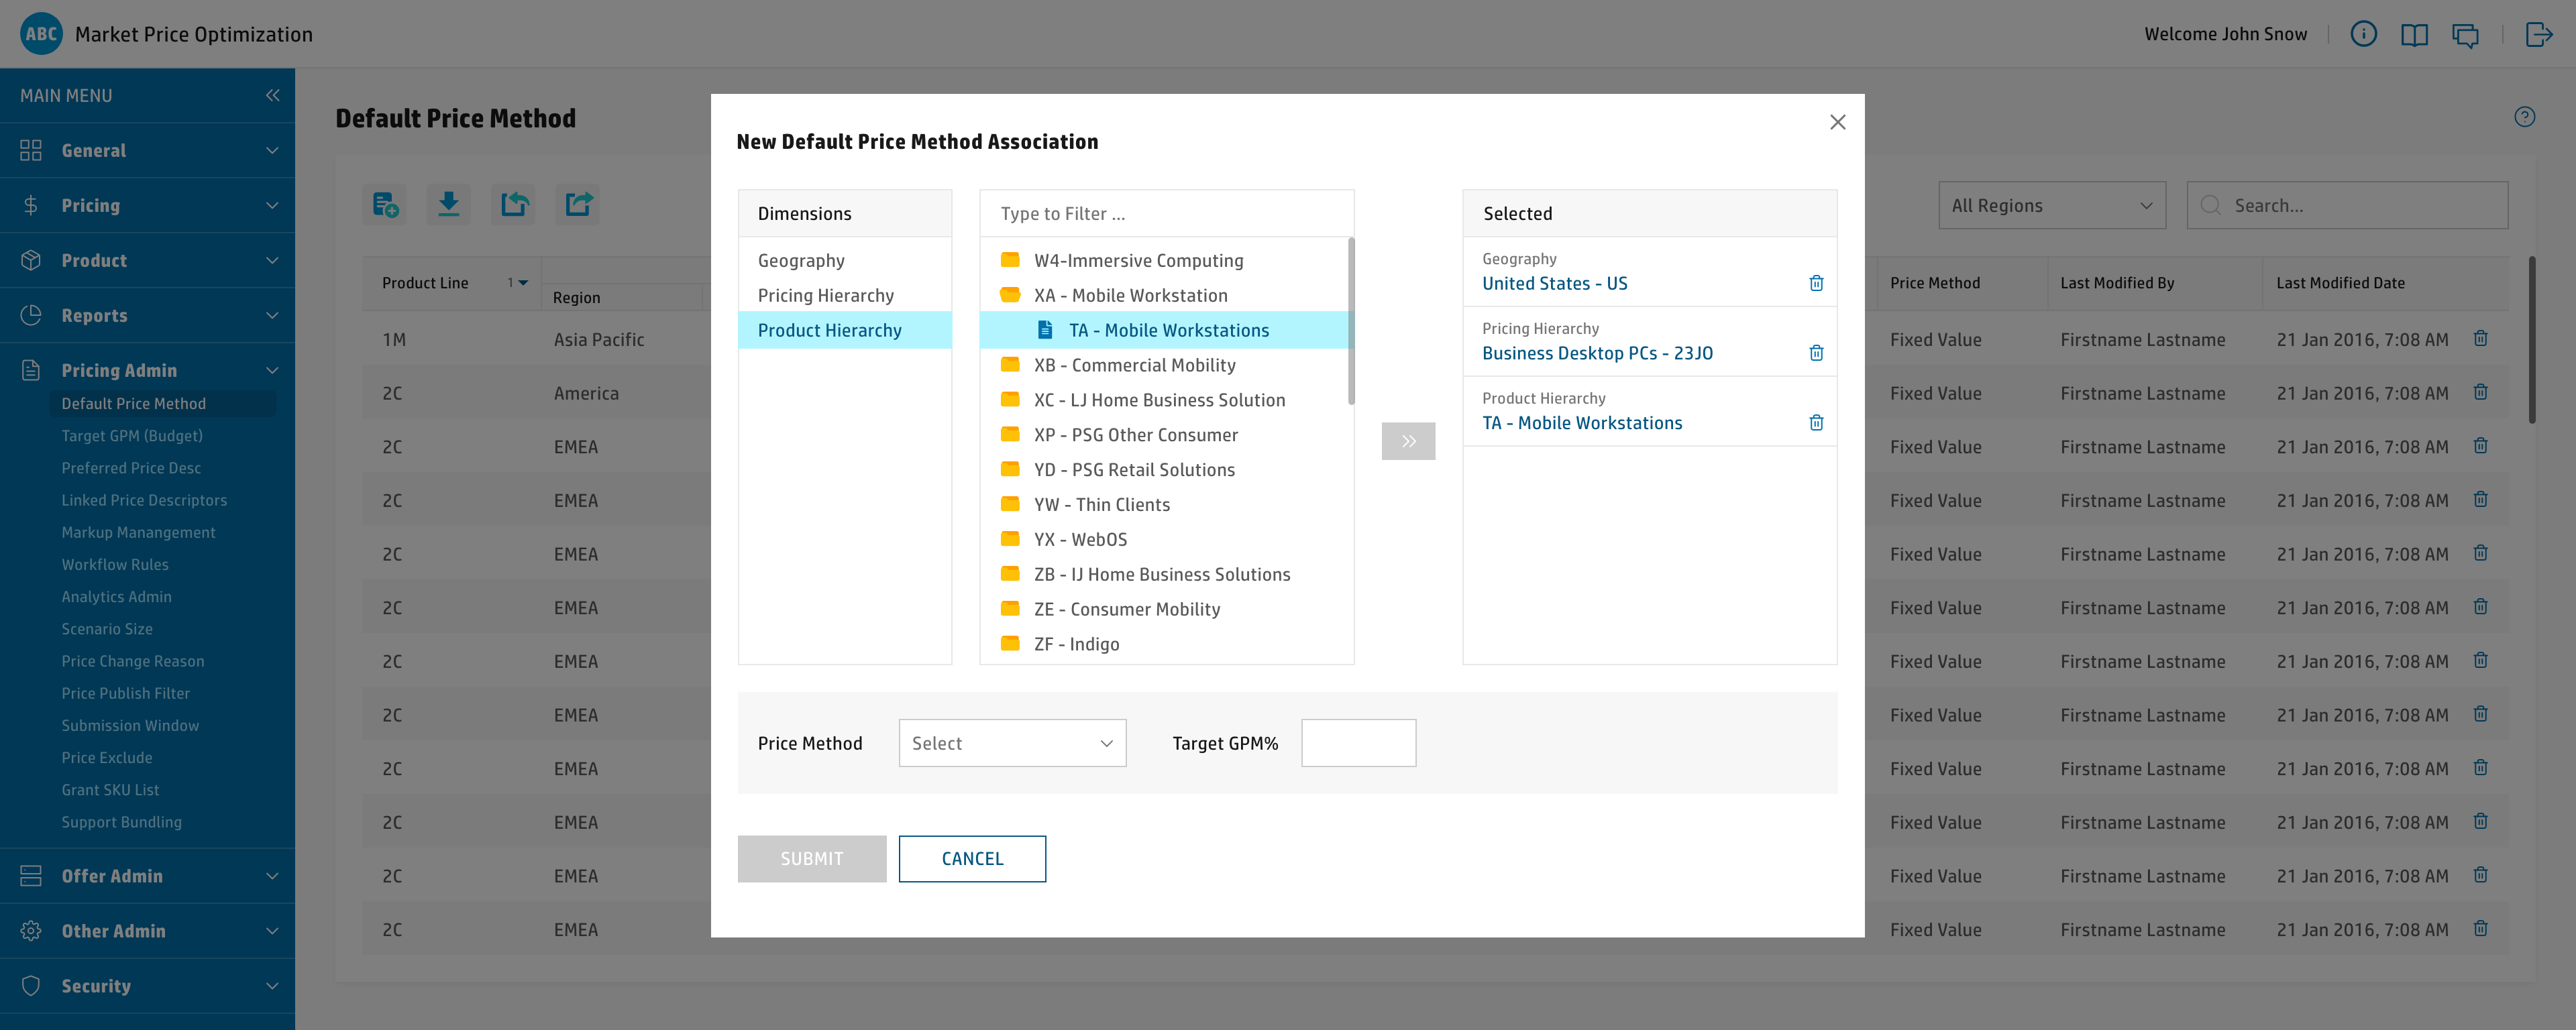 ABC Market Price Optimization
Welcome John Snow
MAIN MENU
General
Pricing
Product
Reports
Pricing Admin
Default Price Method
Target GPM (Budget)
Preferred Price Desc
Linked Price Descriptors
Markup Manangement
Workflow Rules
Analytics Admin
Scenario Size
Price Change Reason
Price Publish Filter
Submission Window
Price Exclude
Grant SKU List
Support Bundling
Offer Admin
Other Admin
Security
Default Price Method
All Regions
Search...
Product Line 1
Region
Price Method Last Modified By Last Modified Date
1M Asia Pacific Fixed Value Firstname Lastname 21 Jan 2016, 7:08 AM
2C America Fixed Value Firstname Lastname 21 Jan 2016, 7:08 AM
2C EMEA Fixed Value Firstname Lastname 21 Jan 2016, 7:08 AM
2C EMEA Fixed Value Firstname Lastname 21 Jan 2016, 7:08 AM
2C EMEA Fixed Value Firstname Lastname 21 Jan 2016, 7:08 AM
2C EMEA Fixed Value Firstname Lastname 21 Jan 2016, 7:08 AM
2C EMEA Fixed Value Firstname Lastname 21 Jan 2016, 7:08 AM
2C EMEA Fixed Value Firstname Lastname 21 Jan 2016, 7:08 AM
2C EMEA Fixed Value Firstname Lastname 21 Jan 2016, 7:08 AM
2C EMEA Fixed Value Firstname Lastname 21 Jan 2016, 7:08 AM
2C EMEA Fixed Value Firstname Lastname 21 Jan 2016, 7:08 AM
2C EMEA Fixed Value Firstname Lastname 21 Jan 2016, 7:08 AM
New Default Price Method Association
Dimensions
Geography
Pricing Hierarchy
Product Hierarchy
Type to Filter ...
W4-Immersive Computing
XA - Mobile Workstation
TA - Mobile Workstations
XB - Commercial Mobility
XC - LJ Home Business Solution
XP - PSG Other Consumer
YD - PSG Retail Solutions
YW - Thin Clients
YX - WebOS
ZB - IJ Home Business Solutions
ZE - Consumer Mobility
ZF - Indigo
Selected
Geography
United States - US
Pricing Hierarchy
Business Desktop PCs - 23JO
Product Hierarchy
TA - Mobile Workstations
Price Method Select Target GPM%
SUBMIT CANCEL